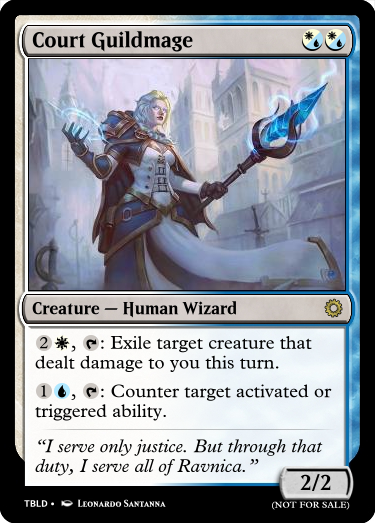 Court Guildmage
Creature — Human Wizard
2, : Exile target creature that
dealt damage to you this turn.
1, : Counter target activated or
triggered ability.
“I serve only justice. But through that
duty, I serve all of Ravnica.”
2/2
TBLD • Leonardo Santanna
(NOT FOR SALE)